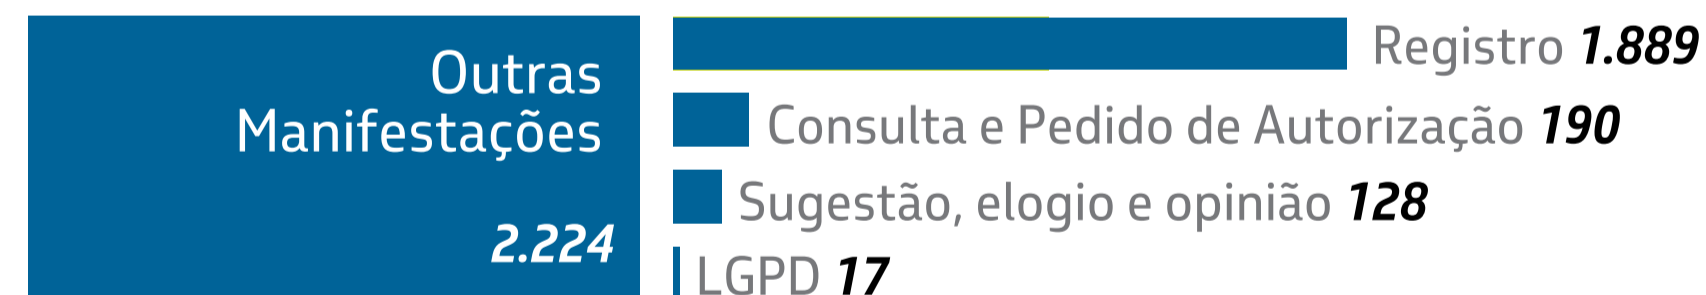 Outras
Manifestações
2.224
Registro 1.889
Consulta e Pedido de Autorização 190
Sugestão, elogio e opinião 128
LGPD 17